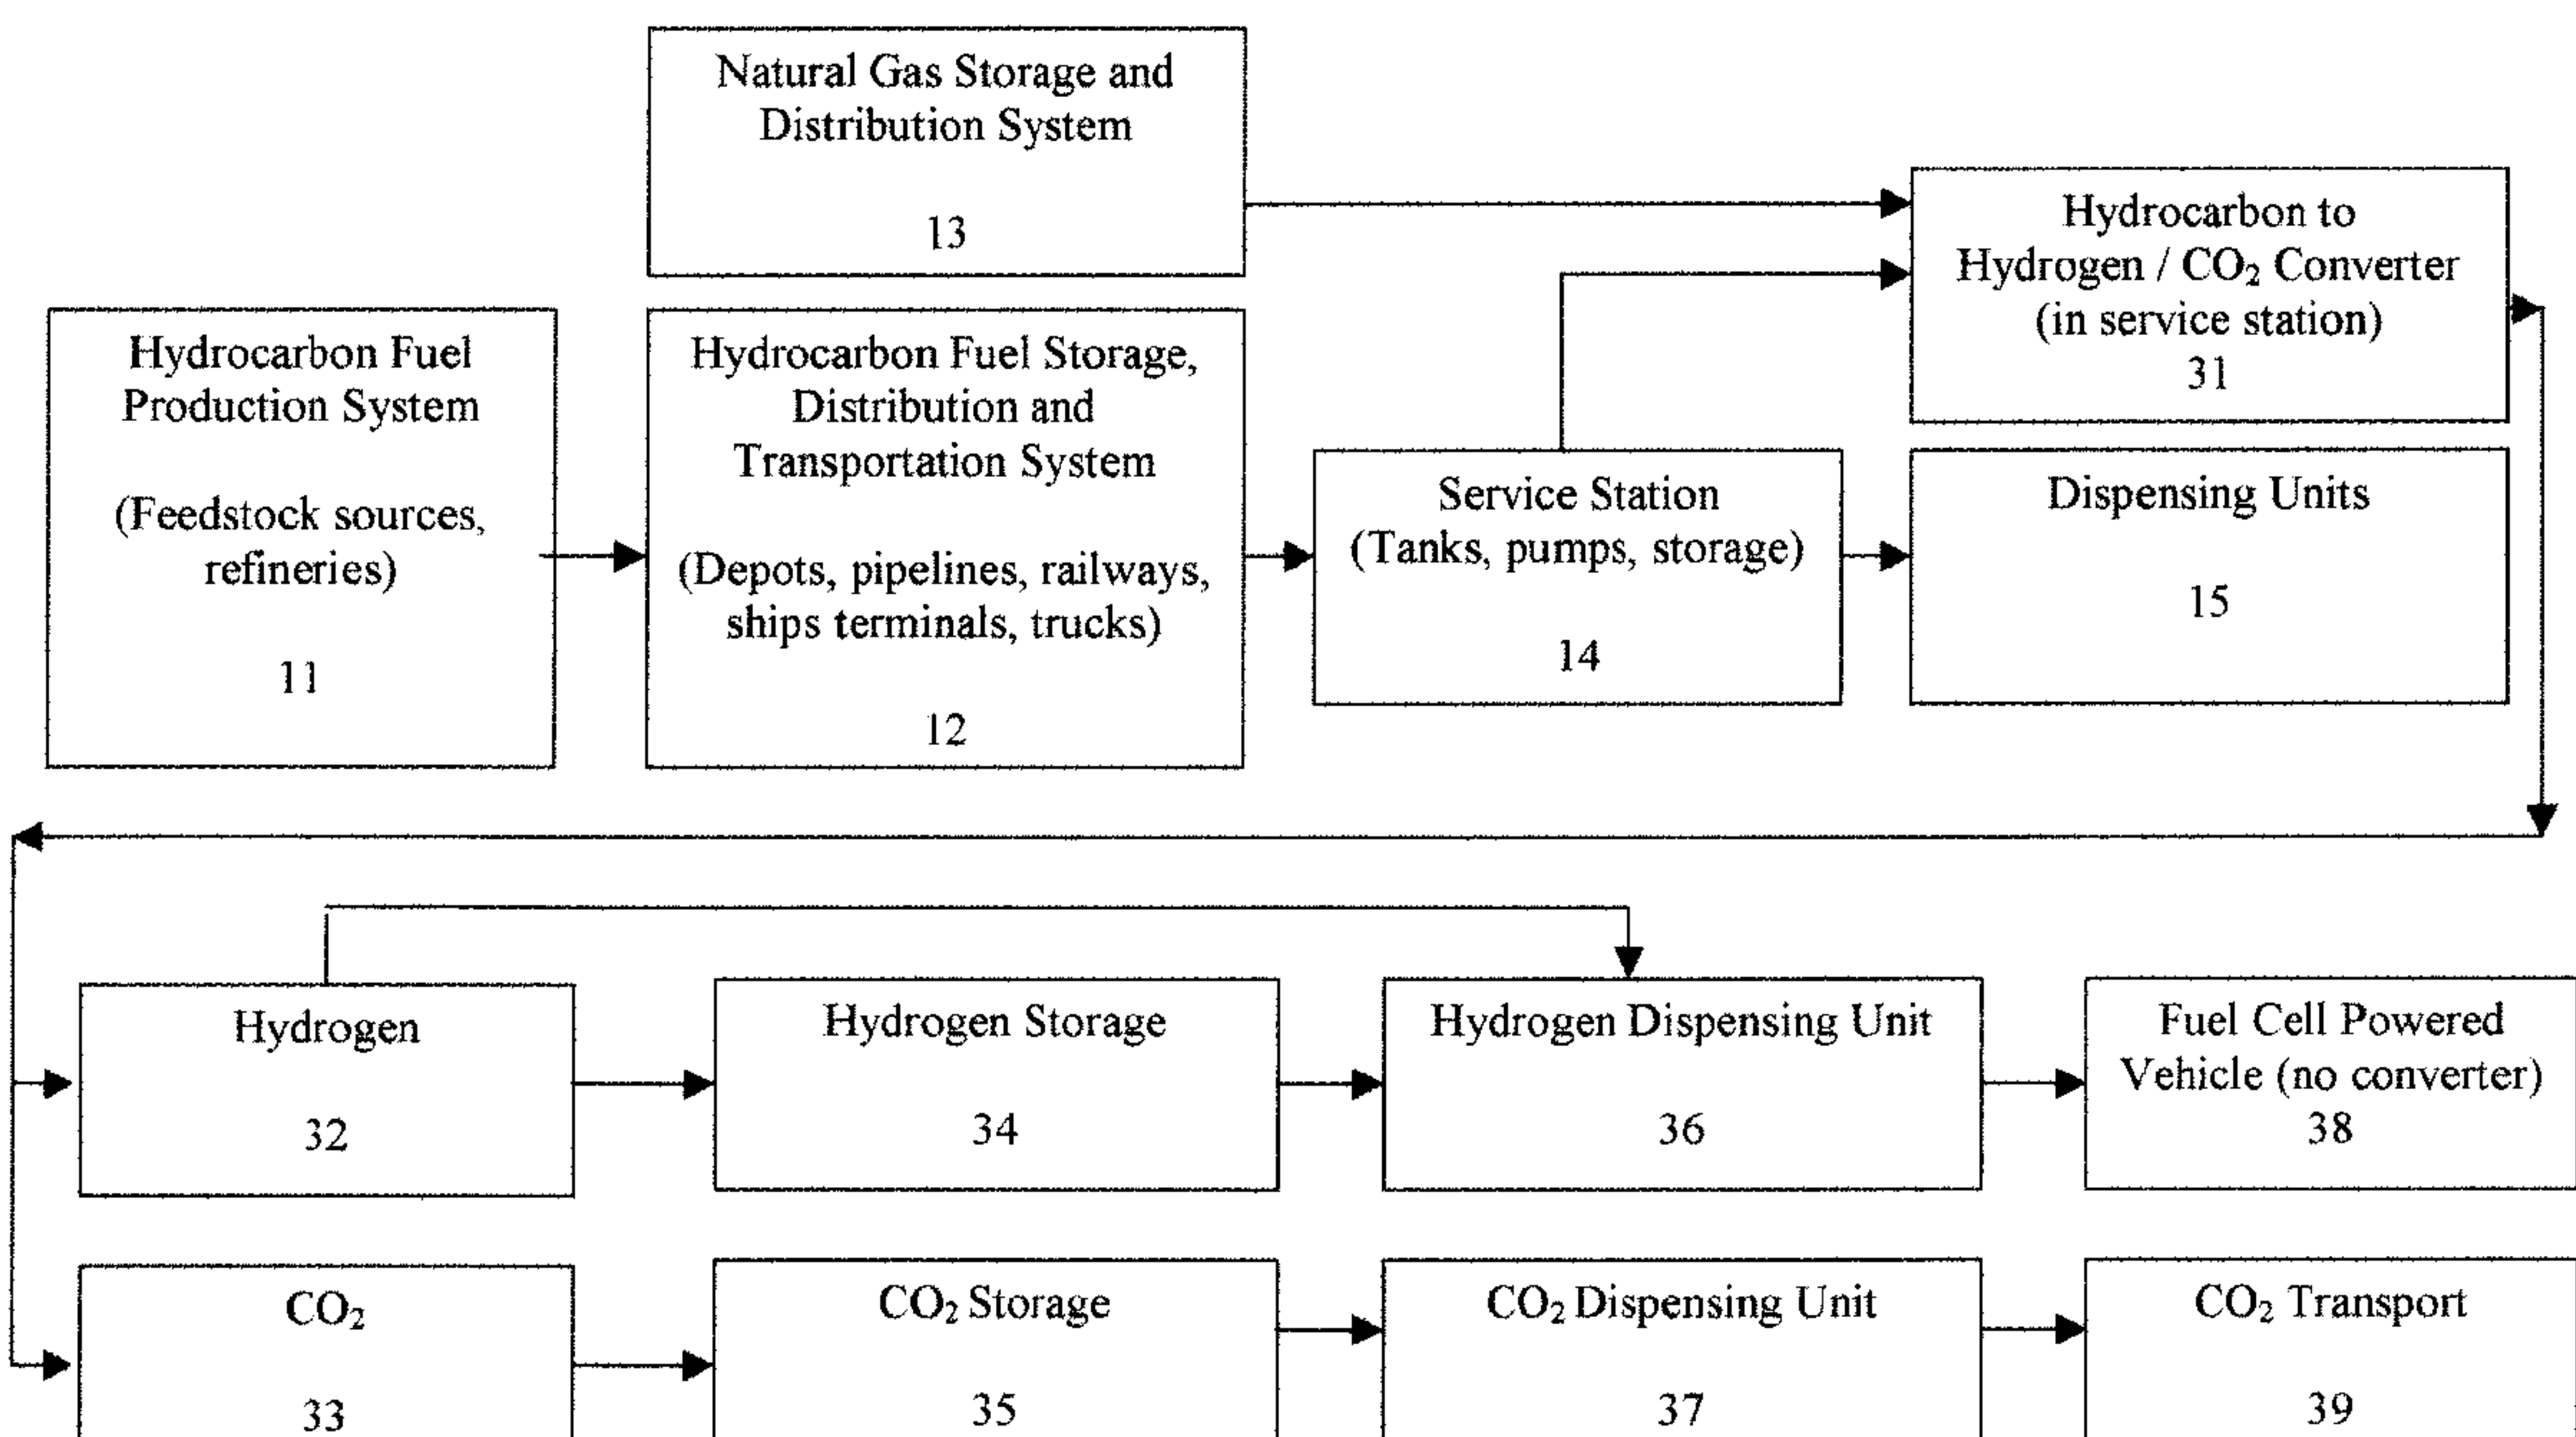 Natural Gas Storage and
Distribution System
13
Hydrocarbon to
Hydrogen / CO₂ Converter
(in service station)
31
Hydrocarbon Fuel
Production System
(Feedstock sources,
refineries)
11
Hydrocarbon Fuel Storage,
Distribution and
Transportation System
(Depots, pipelines, railways,
ships terminals, trucks)
12
Service Station
(Tanks, pumps, storage)
14
Dispensing Units
15
Hydrogen
32
Hydrogen Storage
34
Hydrogen Dispensing Unit
36
Fuel Cell Powered
Vehicle (no converter)
38
CO₂
33
CO₂ Storage
35
CO₂ Dispensing Unit
37
CO₂ Transport
39